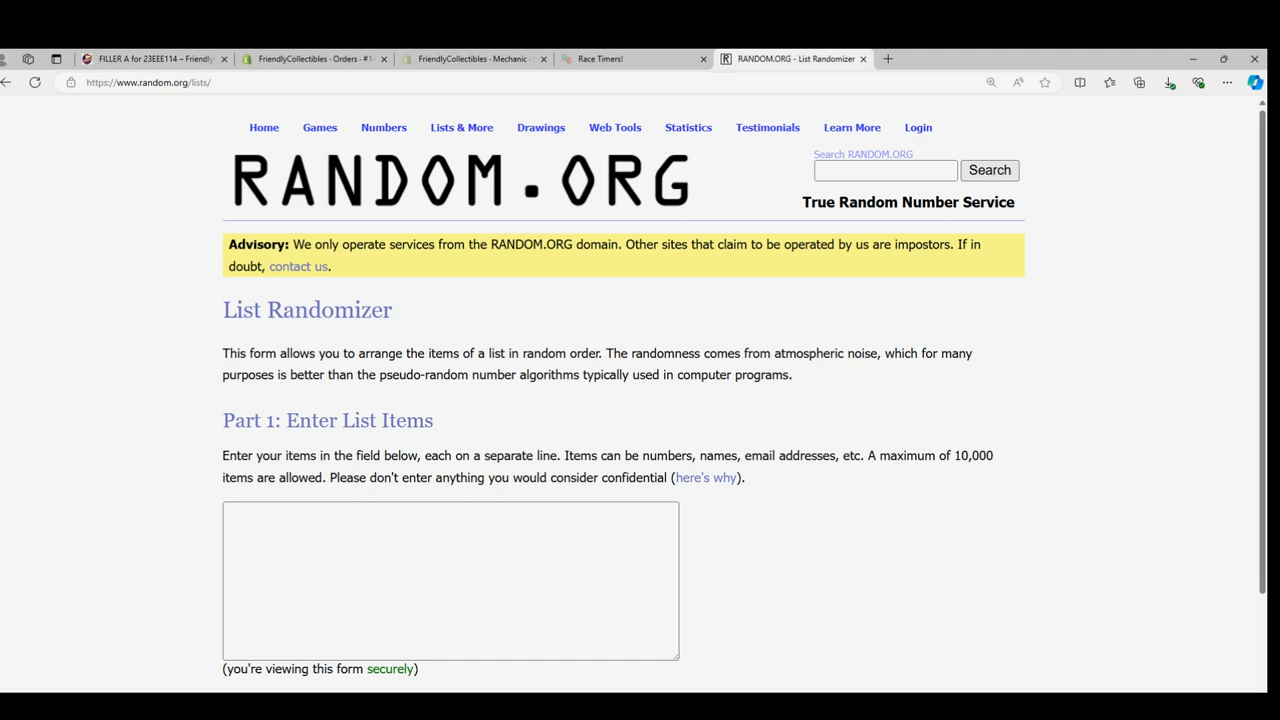 FILLER A for 23EEE114 – Friendly
FriendlyCollectibles · Orders · #1
FriendlyCollectibles · Mechanic ·
Race Timers!
RANDOM.ORG - List Randomizer
https://www.random.org/lists/
Home Games Numbers Lists & More Drawings Web Tools Statistics Testimonials Learn More Login
RANDOM.ORG
Search RANDOM.ORG
Search
True Random Number Service
Advisory: We only operate services from the RANDOM.ORG domain. Other sites that claim to be operated by us are impostors. If in
doubt, contact us.
List Randomizer
This form allows you to arrange the items of a list in random order. The randomness comes from atmospheric noise, which for many
purposes is better than the pseudo-random number algorithms typically used in computer programs.
Part 1: Enter List Items
Enter your items in the field below, each on a separate line. Items can be numbers, names, email addresses, etc. A maximum of 10,000
items are allowed. Please don't enter anything you would consider confidential (here's why).
(you're viewing this form securely)